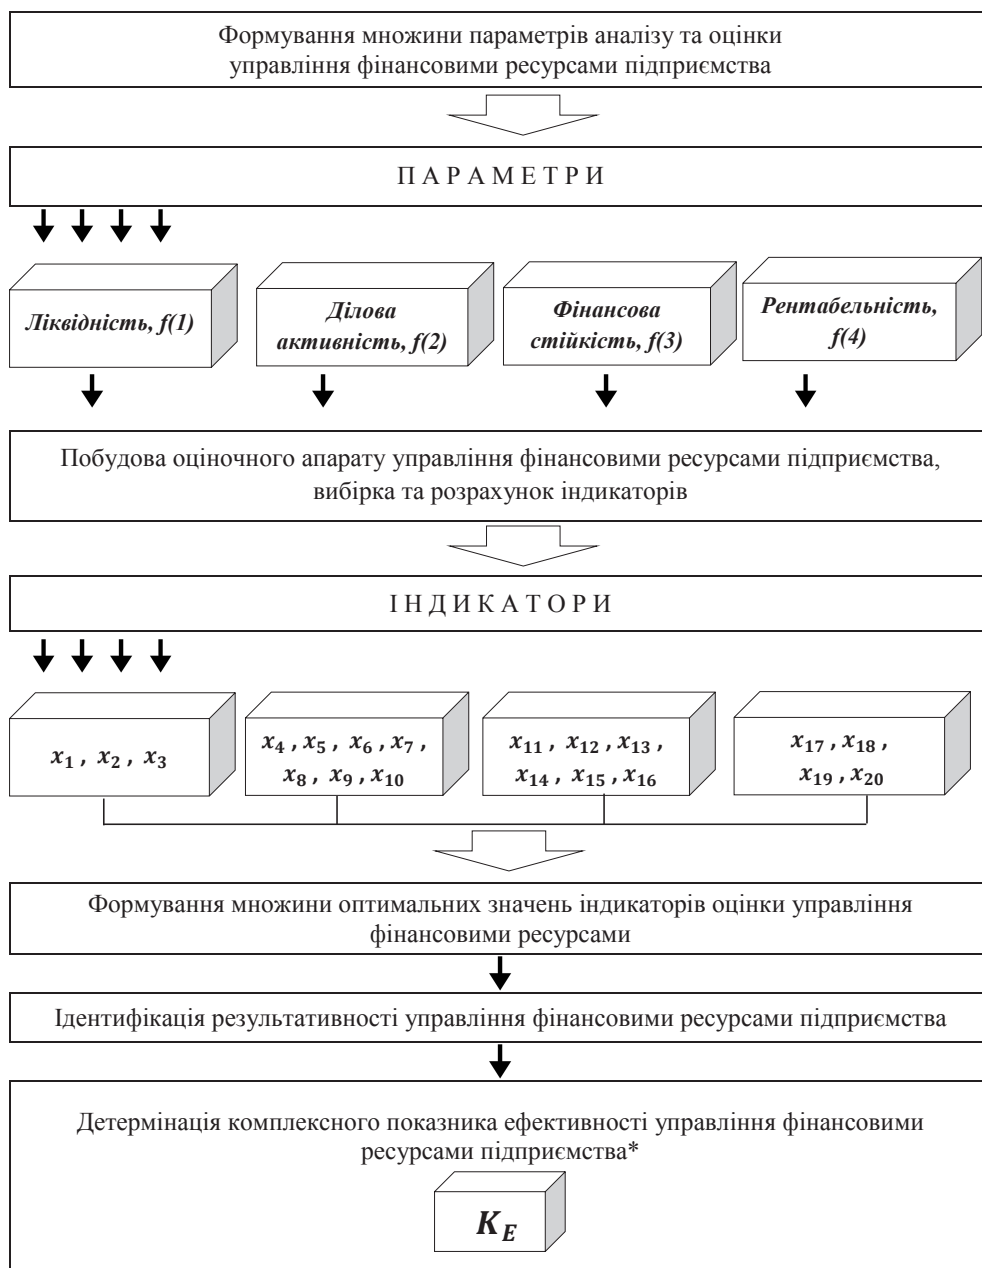 Формування множини параметрів аналізу та оцінки
управління фінансовими ресурсами підприємства
П А Р А М Е Т Р И
Ліквідність, f(1)
Ділова
активність, f(2)
Фінансова
стійкість, f(3)
Рентабельність,
f(4)
Побудова оціночного апарату управління фінансовими ресурсами підприємства,
вибірка та розрахунок індикаторів
І Н Д И К А Т О Р И
x₁ , x₂ , x₃
x₄ , x₅ , x₆ , x₇ ,
x₈ , x₉ , x₁₀
x₁₁ , x₁₂ , x₁₃ ,
x₁₄ , x₁₅ , x₁₆
x₁₇ , x₁₈ ,
x₁₉ , x₂₀
Формування множини оптимальних значень індикаторів оцінки управління
фінансовими ресурсами
Ідентифікація результативності управління фінансовими ресурсами підприємства
Детермінація комплексного показника ефективності управління фінансовими
ресурсами підприємства*
K_E